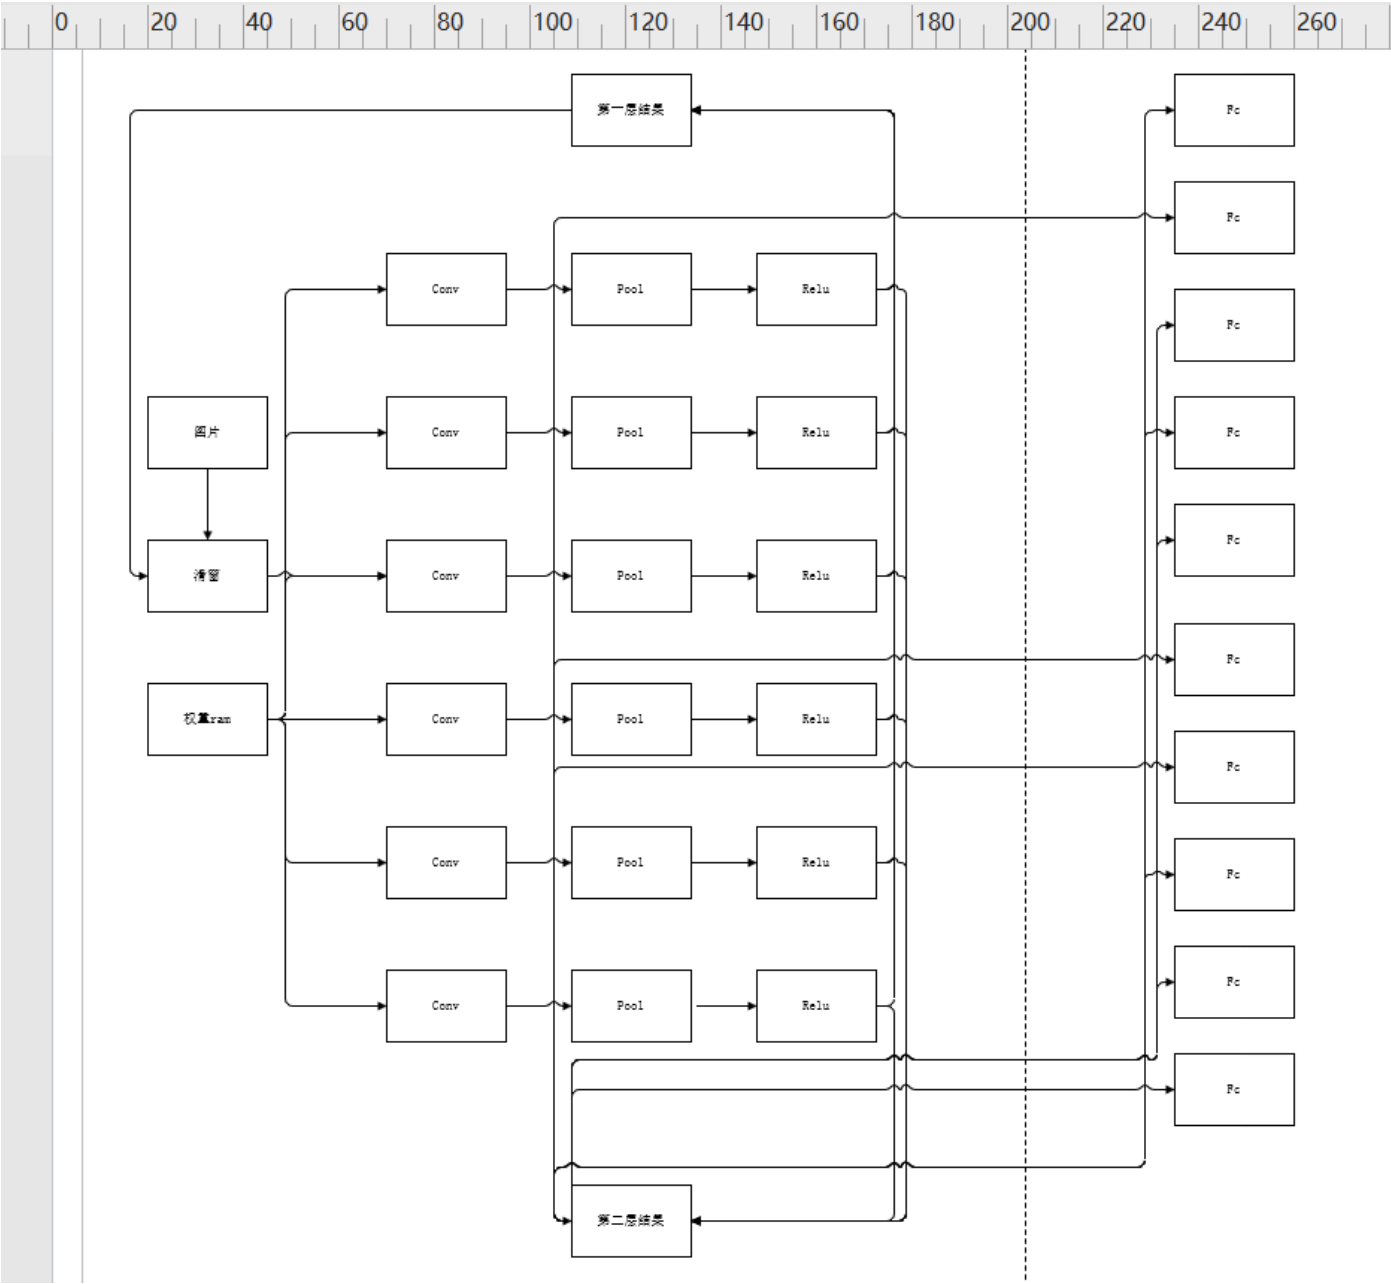 0 20 40 60 80 100 120 140 160 180 200 220 240 260
第一层结果
Fc
Fc
Conv Pool Relu
Fc
图片 Conv Pool Relu Fc
Fc
滑窗 Conv Pool Relu
Fc
权重ram Conv Pool Relu
Fc
Conv Pool Relu Fc
Fc
Conv Pool Relu
Fc
第二层结果